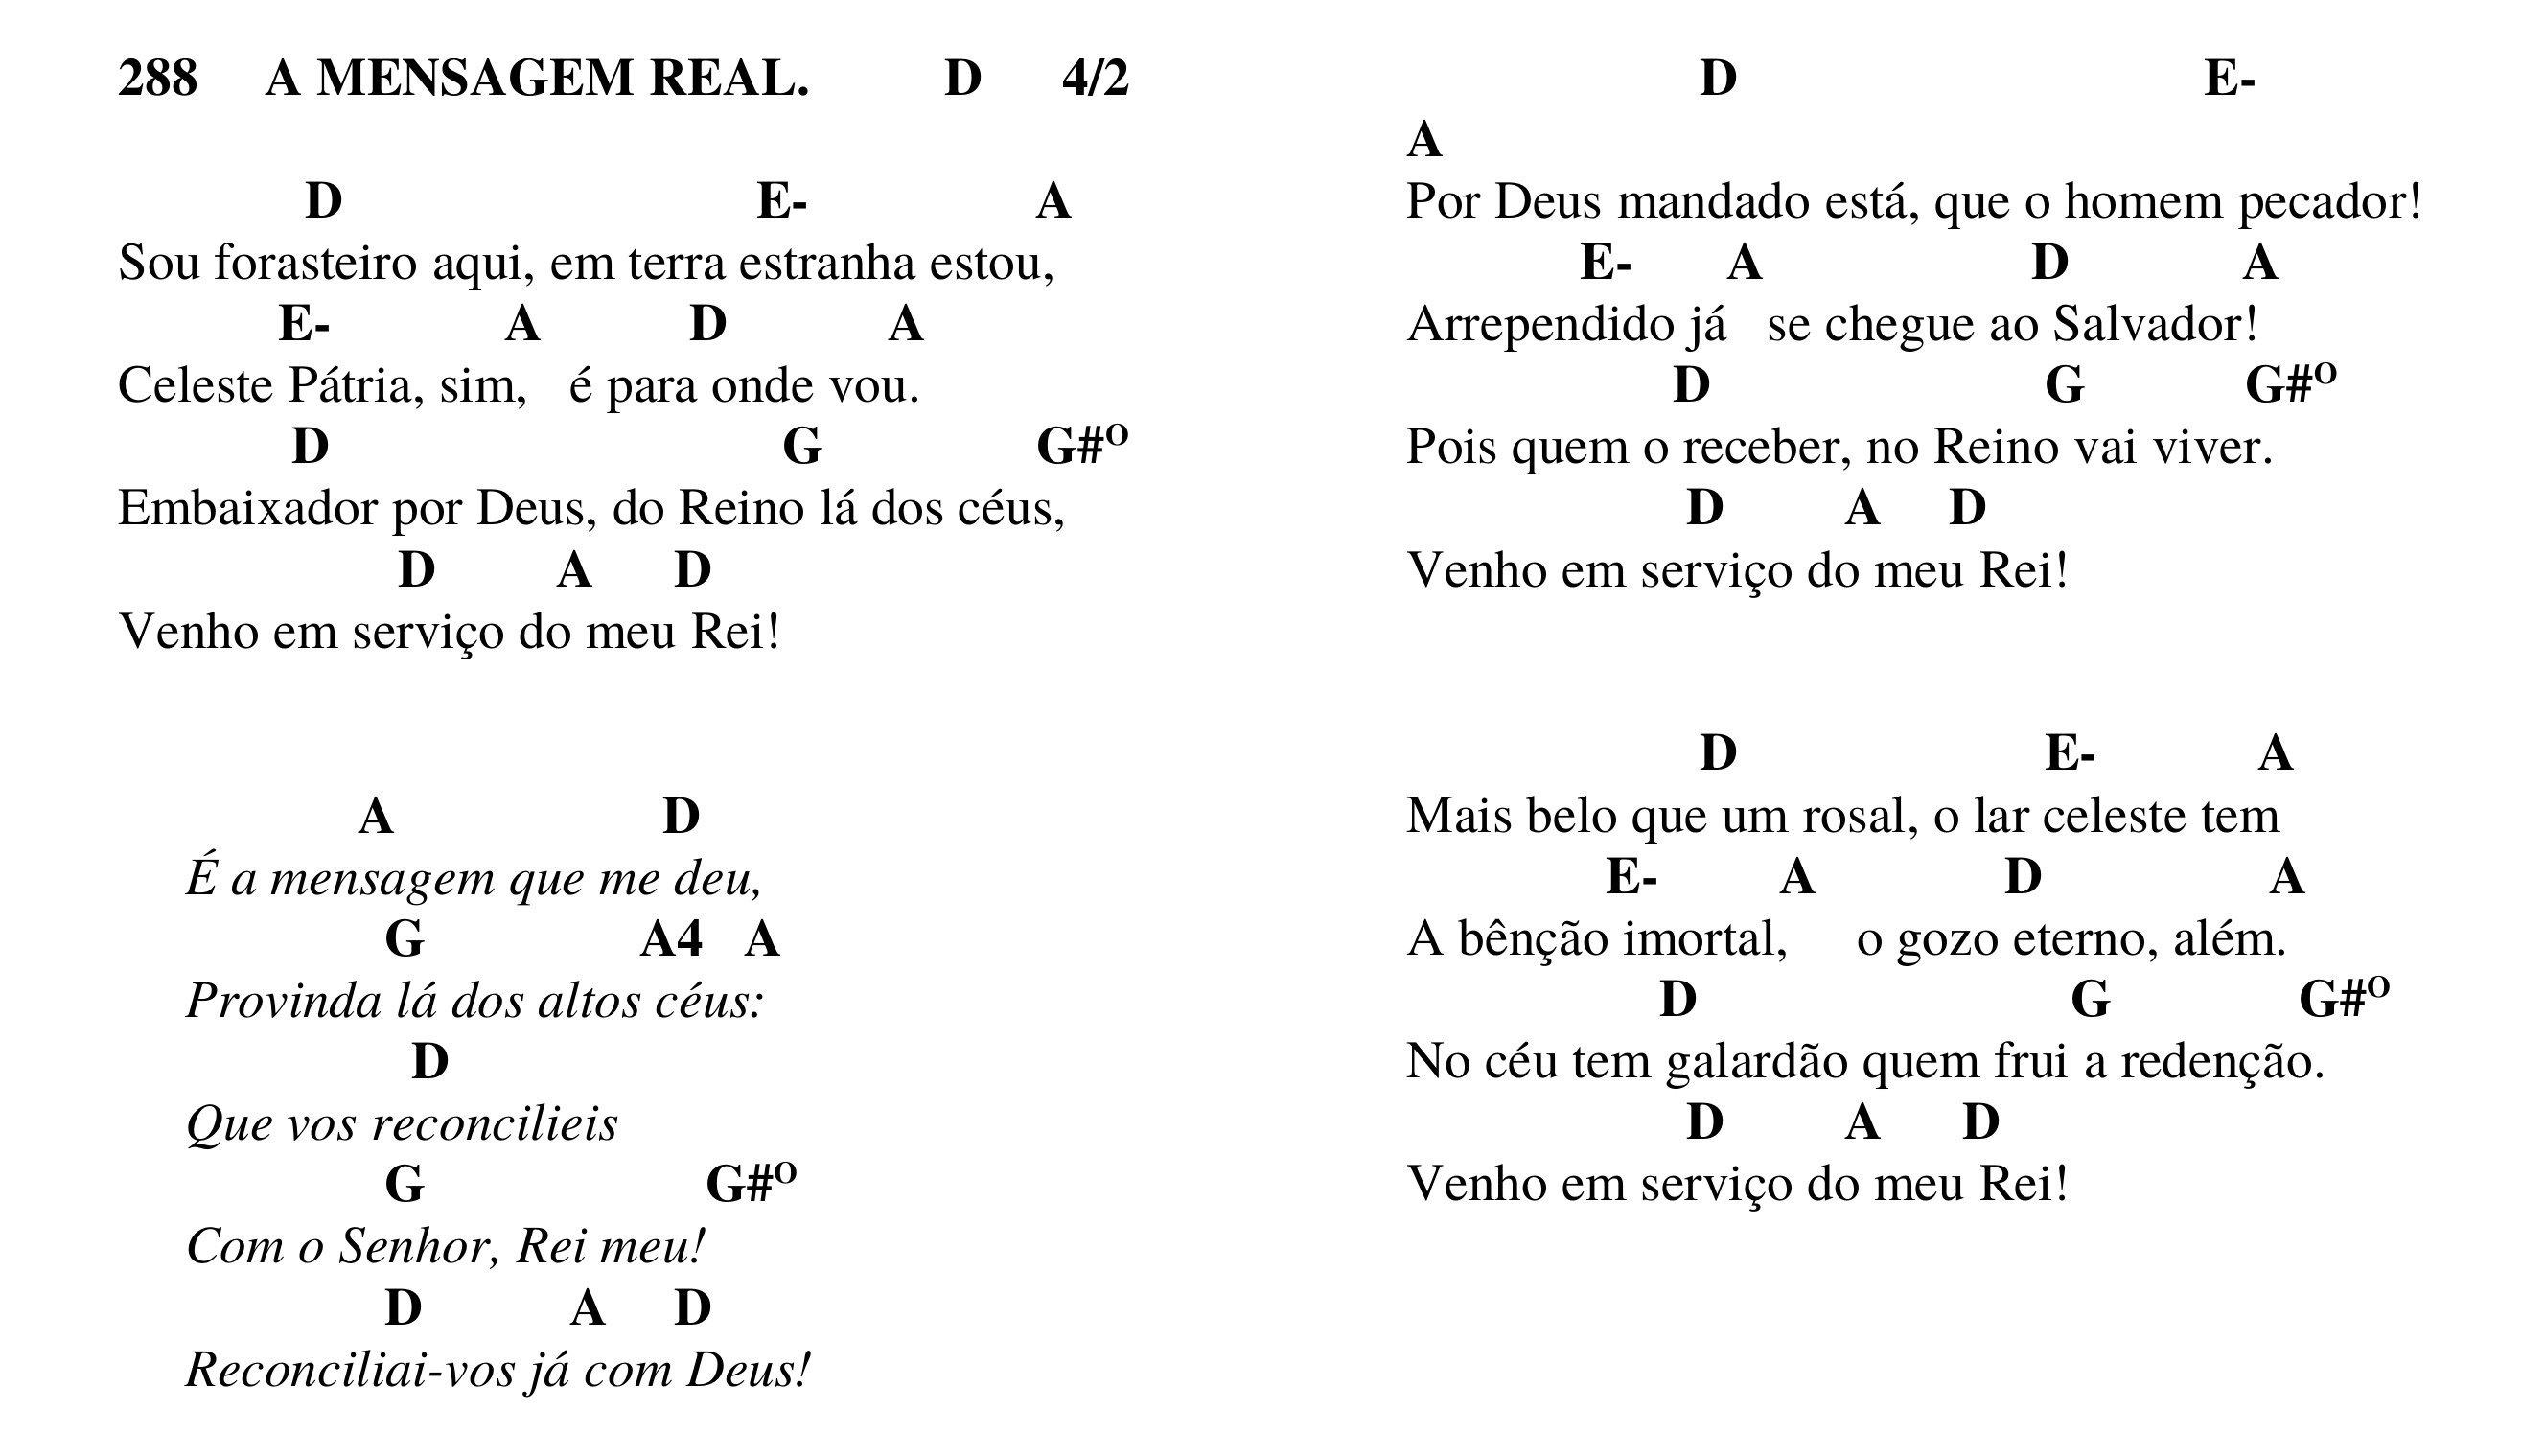 288 A MENSAGEM REAL. D 4/2
D E- A
Sou forasteiro aqui, em terra estranha estou,
E- A D A
Celeste Pátria, sim, é para onde vou.
D G G#º
Embaixador por Deus, do Reino lá dos céus,
D A D
Venho em serviço do meu Rei!
A D
É a mensagem que me deu,
G A4 A
Provinda lá dos altos céus:
D
Que vos reconcilieis
G G#º
Com o Senhor, Rei meu!
D A D
Reconciliai-vos já com Deus!
D E-
A
Por Deus mandado está, que o homem pecador!
E- A D A
Arrependido já se chegue ao Salvador!
D G G#º
Pois quem o receber, no Reino vai viver.
D A D
Venho em serviço do meu Rei!
D E- A
Mais belo que um rosal, o lar celeste tem
E- A D A
A bênção imortal, o gozo eterno, além.
D G G#º
No céu tem galardão quem frui a redenção.
D A D
Venho em serviço do meu Rei!